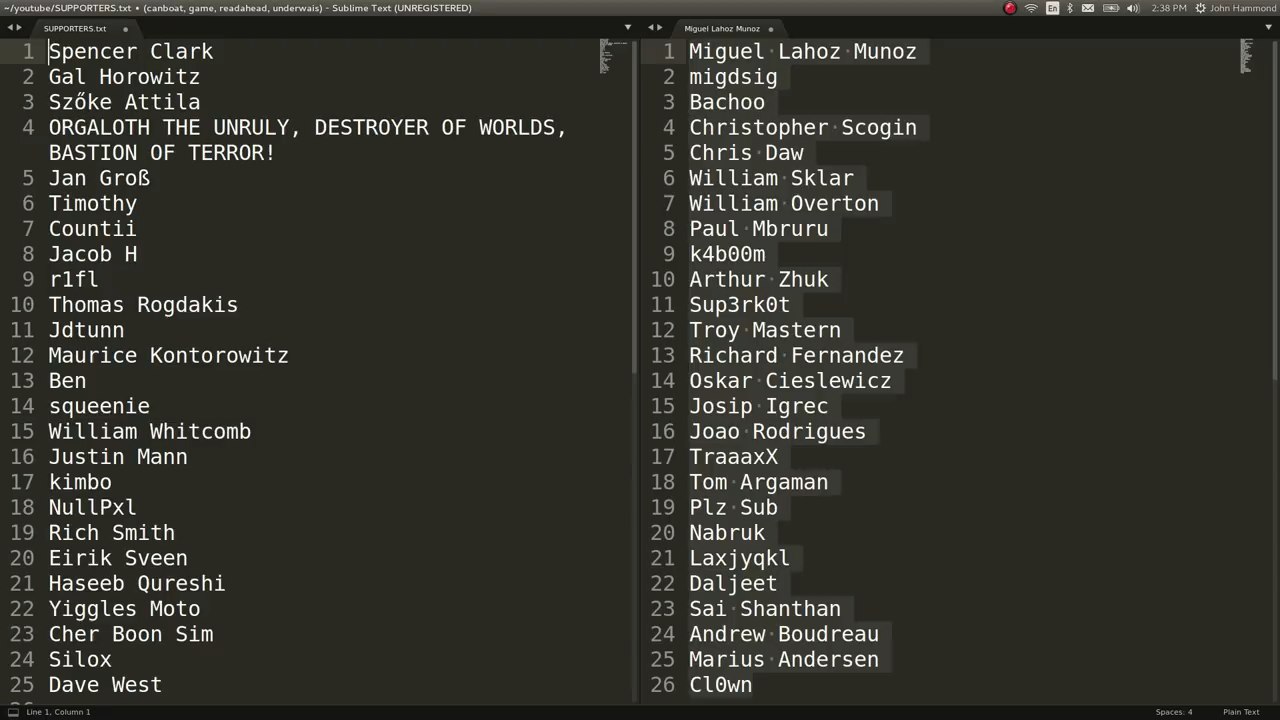 ~/youtube/SUPPORTERS.txt • (canboat, game, readahead, underwais) - Sublime Text (UNREGISTERED)
En
2:38 PM
John Hammond
SUPPORTERS.txt
1 Spencer Clark
2 Gal Horowitz
3 Szőke Attila
4 ORGALOTH THE UNRULY, DESTROYER OF WORLDS,
BASTION OF TERROR!
5 Jan Groß
6 Timothy
7 Countii
8 Jacob H
9 r1fl
10 Thomas Rogdakis
11 Jdtunn
12 Maurice Kontorowitz
13 Ben
14 squeenie
15 William Whitcomb
16 Justin Mann
17 kimbo
18 NullPxl
19 Rich Smith
20 Eirik Sveen
21 Haseeb Qureshi
22 Yiggles Moto
23 Cher Boon Sim
24 Silox
25 Dave West
Miguel Lahoz Munoz
1 Miguel Lahoz Munoz
2 migdsig
3 Bachoo
4 Christopher Scogin
5 Chris Daw
6 William Sklar
7 William Overton
8 Paul Mbruru
9 k4b00m
10 Arthur Zhuk
11 Sup3rk0t
12 Troy Mastern
13 Richard Fernandez
14 Oskar Cieslewicz
15 Josip Igrec
16 Joao Rodrigues
17 TraaaxX
18 Tom Argaman
19 Plz Sub
20 Nabruk
21 Laxjyqkl
22 Daljeet
23 Sai Shanthan
24 Andrew Boudreau
25 Marius Andersen
26 Cl0wn
Line 1, Column 1
Spaces: 4
Plain Text